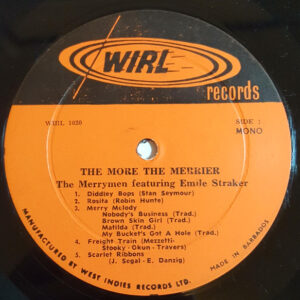 WIRL
records
WIRL 1020
SIDE 1
MONO
THE MORE THE MERRIER
The Merrymen featuring Emile Straker
1. Diddley Bops (Stan Seymour)
2. Rosita (Robin Hunte)
3. Merry Melody
Nobody's Business (Trad.)
Brown Skin Girl (Trad.)
Matilda (Trad.)
My Bucket's Got A Hole (Trad.)
4. Freight Train (Mezzetti-
Stooky - Okun - Travers)
5. Scarlet Ribbons
(J. Segal - E. Danzig)
MANUFACTURED BY WEST INDIES RECORDS LTD.
MADE IN BARBADOS